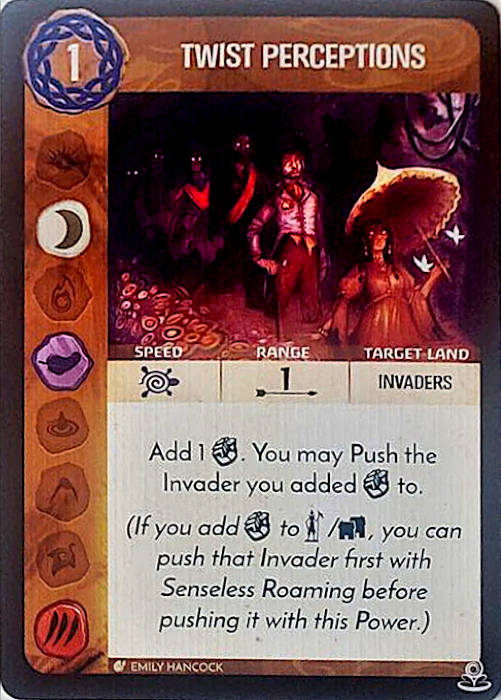 1
TWIST PERCEPTIONS
SPEED RANGE TARGET LAND
1 INVADERS
Add 1 . You may Push the
Invader you added to.
(If you add to / , you can
push that Invader first with
Senseless Roaming before
pushing it with this Power.)
EMILY HANCOCK